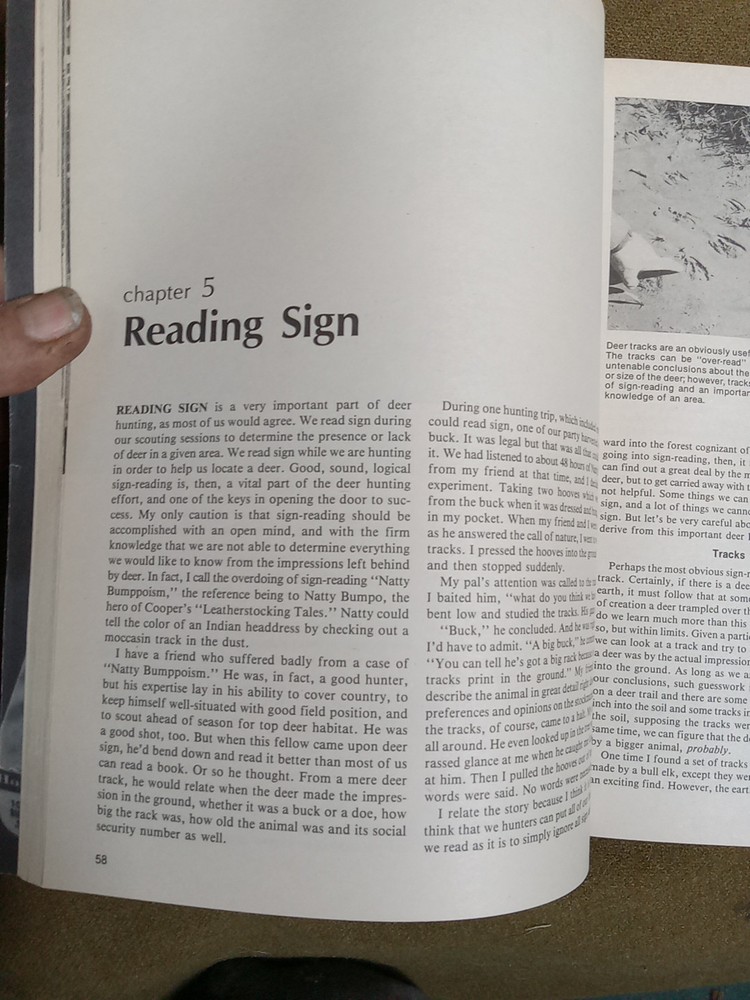 chapter 5
Reading Sign
READING SIGN is a very important part of deer
hunting, as most of us would agree. We read sign during
our scouting sessions to determine the presence or lack
of deer in a given area. We read sign while we are hunting
in order to help us locate a deer. Good, sound, logical
sign-reading is, then, a vital part of the deer hunting
effort, and one of the keys in opening the door to suc-
cess. My only caution is that sign-reading should be
accomplished with an open mind, and with the firm
knowledge that we are not able to determine everything
we would like to know from the impressions left behind
by deer. In fact, I call the overdoing of sign-reading "Natty
Bumppoism," the reference being to Natty Bumpo, the
hero of Cooper's "Leatherstocking Tales." Natty could
tell the color of an Indian headdress by checking out a
moccasin track in the dust.
I have a friend who suffered badly from a case of
"Natty Bumppoism." He was, in fact, a good hunter,
but his expertise lay in his ability to cover country, to
keep himself well-situated with good field position, and
to scout ahead of season for top deer habitat. He was
a good shot, too. But when this fellow came upon deer
sign, he'd bend down and read it better than most of us
can read a book. Or so he thought. From a mere deer
track, he would relate when the deer made the impres-
sion in the ground, whether it was a buck or a doe, how
big the rack was, how old the animal was and its social
security number as well.
58
During one hunting trip, which included
could read sign, one of our party harvested
buck. It was legal but that was all that could
it. We had listened to about 48 hours of
from my friend at that time, and I
experiment. Taking two hooves which
from the buck when it was dressed and
in my pocket. When my friend and I
as he answered the call of nature, I went
tracks. I pressed the hooves into the
and then stopped suddenly.
My pal's attention was called to the
I baited him, "what do you think
bent low and studied the tracks. His
"Buck," he concluded. And he was
I'd have to admit. "A big buck," he
"You can tell he's got a big rack because
tracks print in the ground." My
describe the animal in great detail right
preferences and opinions on the
the tracks, of course, came to a halt.
all around. He even looked up in the
rassed glance at me when he caught
at him. Then I pulled the hooves out
words were said. No words were
I relate the story because I think it
think that we hunters can put all of our
we read as it is to simply ignore all sign
Deer tracks are an obviously
The tracks can be "over-read"
untenable conclusions about the
or size of the deer; however, tracks
of sign-reading and an important
knowledge of an area.
ward into the forest cognizant of
going into sign-reading, then, it
can find out a great deal by the
deer, but to get carried away with
not helpful. Some things we can
sign, and a lot of things we
sign. But let's be very careful
derive from this important deer
Tracks
Perhaps the most obvious
track. Certainly, if there is a
earth, it must follow that at some
of creation a deer trampled over
do we learn much more than this
so, but within limits. Given a
we can look at a track and try to
a deer was by the actual
into the ground. As long as we
our conclusions, such guesswork
on a deer trail and there are some
inch into the soil and some tracks
the soil, supposing the tracks were
same time, we can figure that the
by a bigger animal, probably.
One time I found a set of tracks
made by a bull elk, except they
an exciting find. However, the